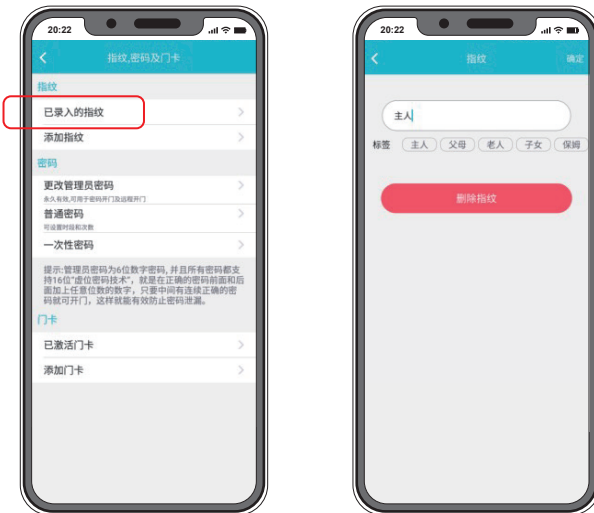 20:22
指纹,密码及门卡
指纹
已录入的指纹
添加指纹
密码
更改管理员密码
永久有效,可用于密码开门及远程开门
普通密码
可设置时段和次数
一次性密码
提示:管理员密码为6位数字密码, 并且所有密码都支
持16位"虚位密码技术"，就是在正确的密码前面和后
面加上任意位数的数字，只要中间有连续正确的密
码就可开门，这样就能有效防止密码泄漏。
门卡
已激活门卡
添加门卡
20:22
指纹
确定
主人
标签 主人 父母 老人 子女 保姆
删除指纹